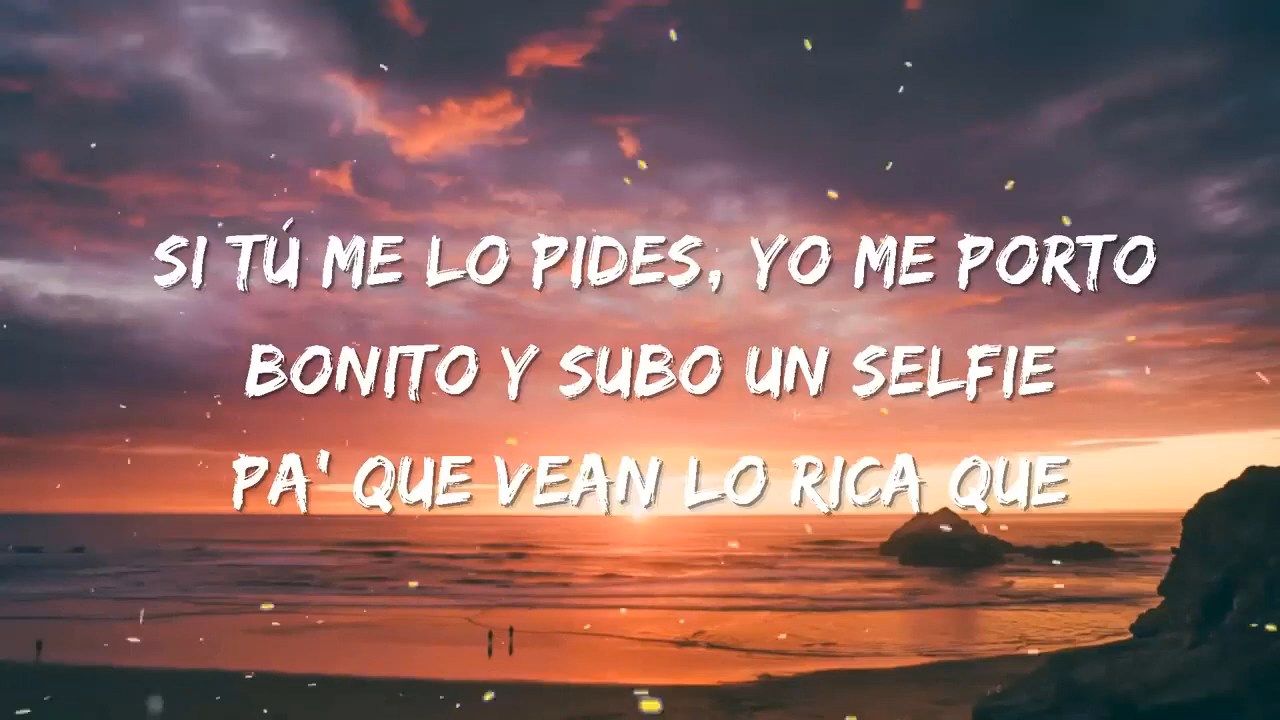 SI TÚ ME LO PIDES, YO ME PORTO
BONITO Y SUBO UN SELFIE
PA' QUE VEAN LO RICA QUE